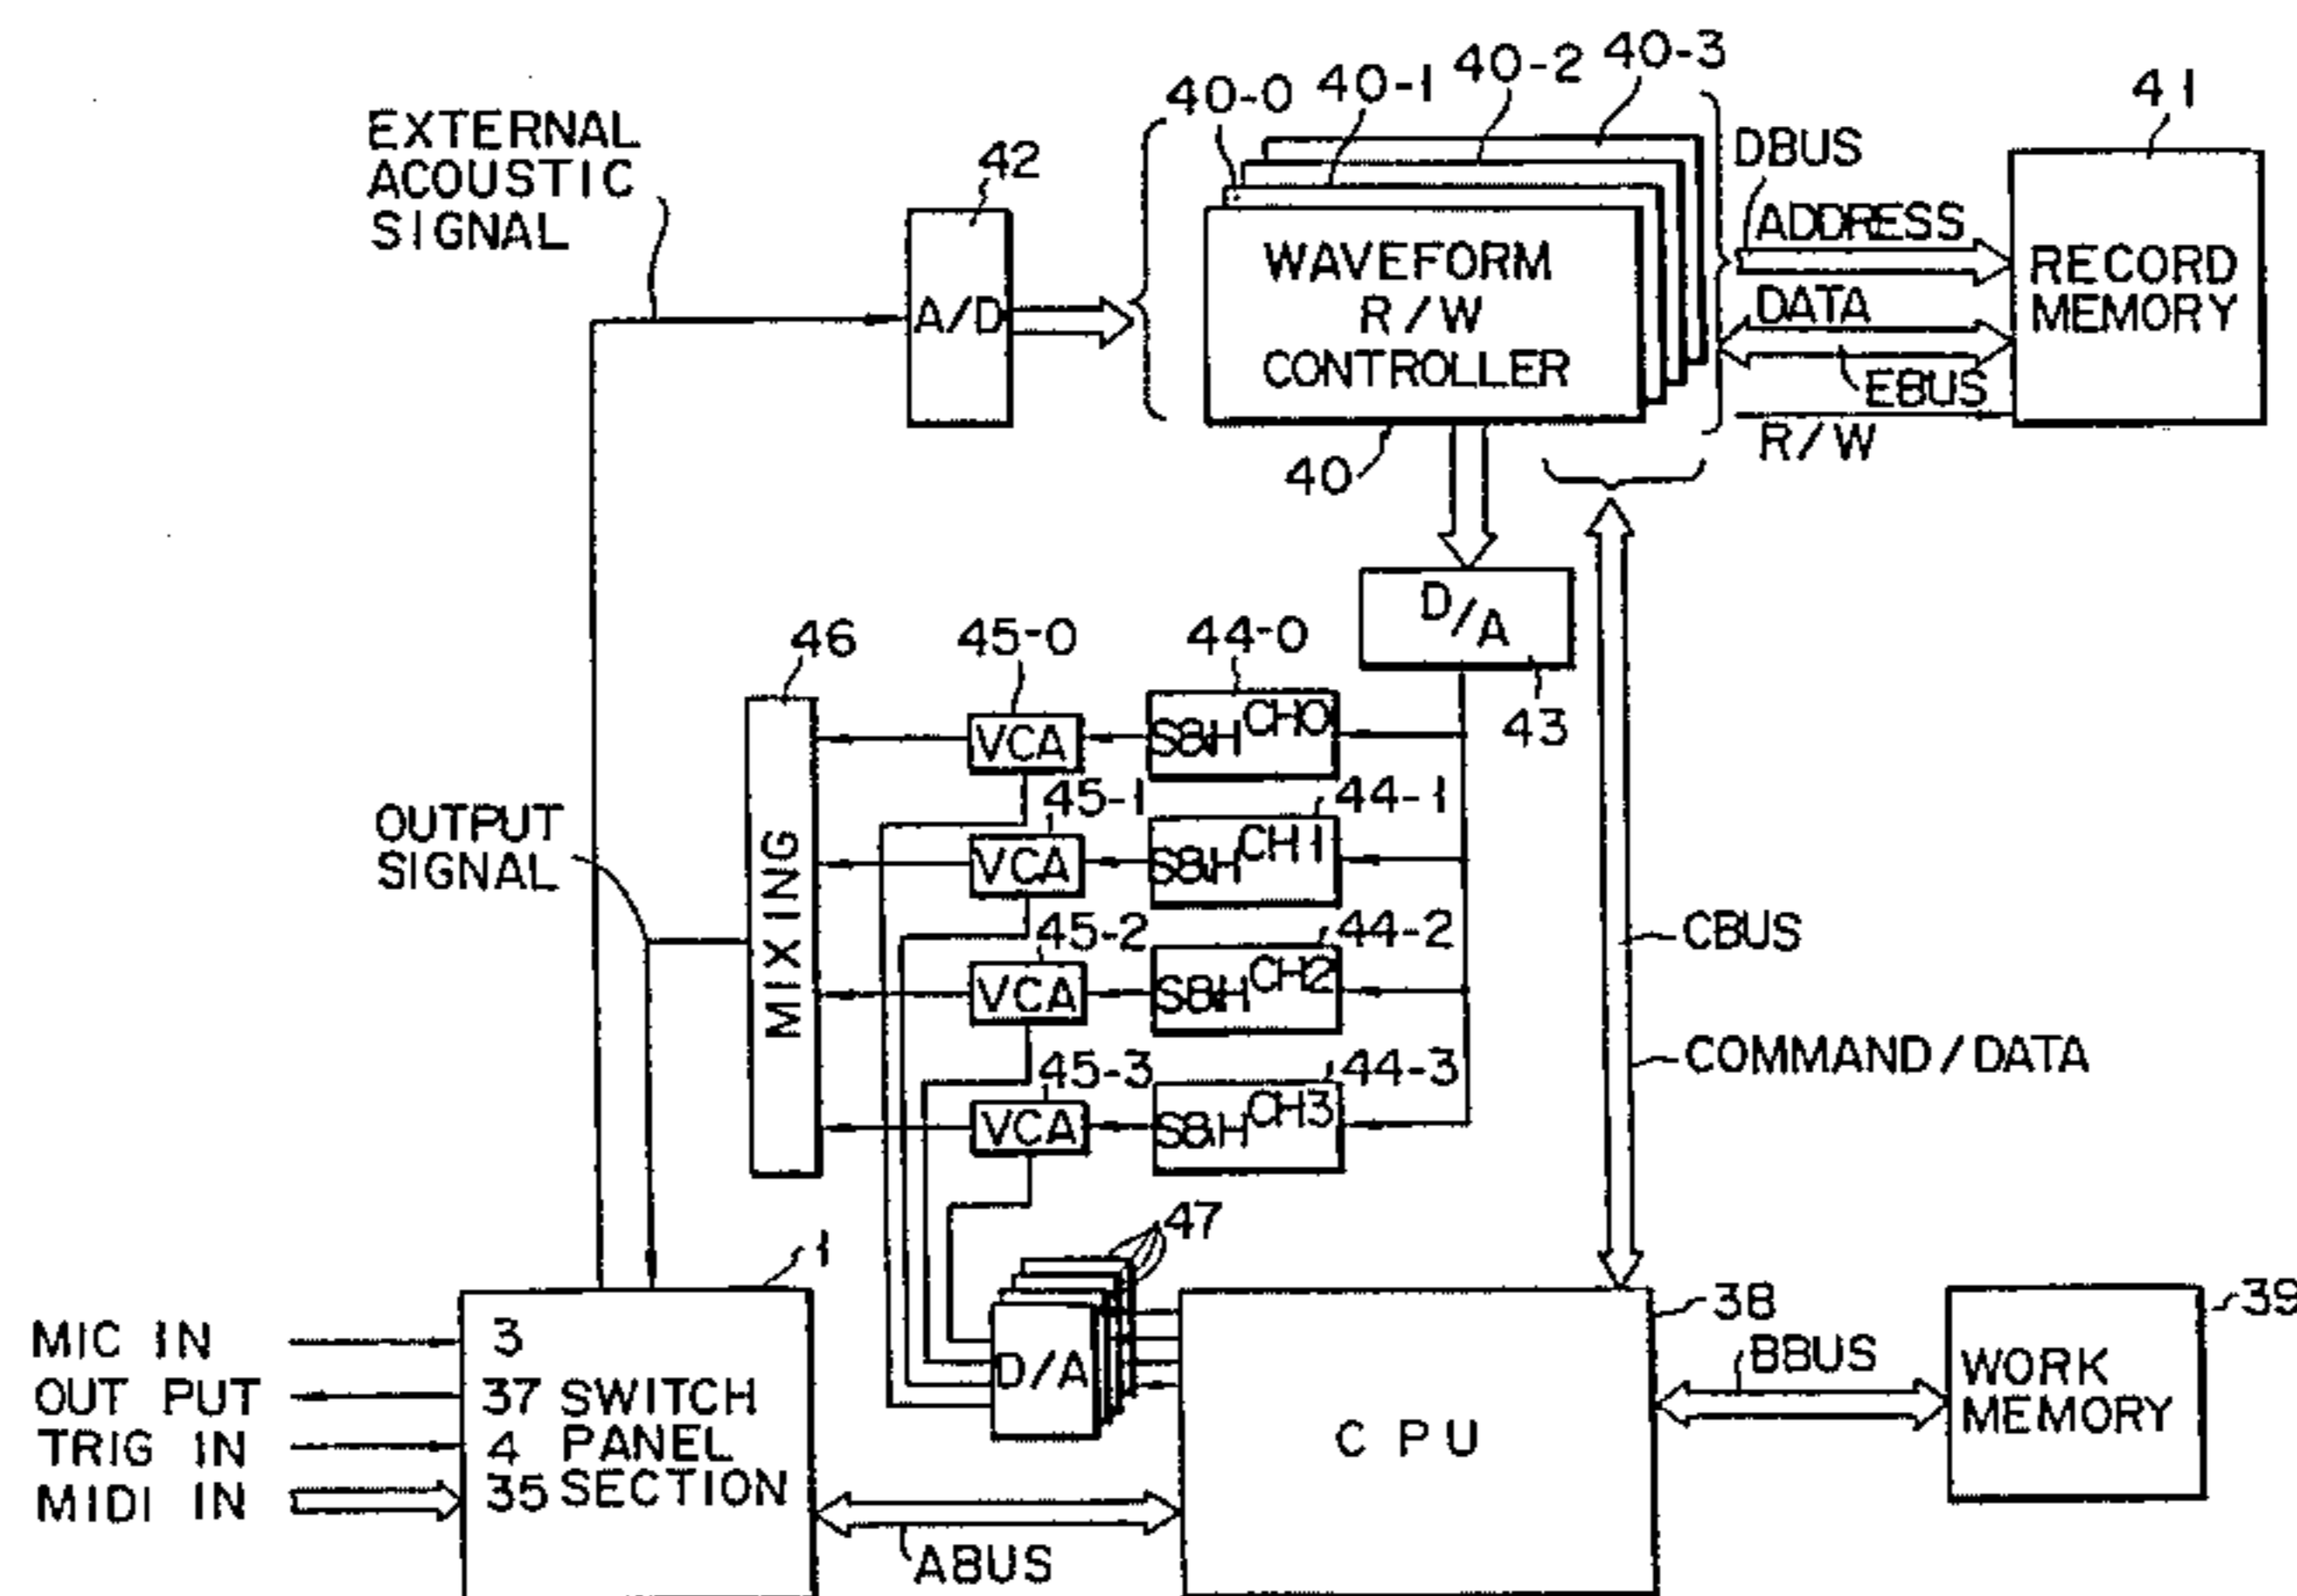 EXTERNAL
ACOUSTIC
SIGNAL
42
40-0
40-1
40-2
40-3
41
DBUS
ADDRESS
DATA
EBUS
R/W
RECORD
MEMORY
A/D
WAVEFORM
R/W
CONTROLLER
40
D/A
43
46
45-0
44-0
VCA
S&H CH0
45-1
44-1
VCA
S&H CH1
45-2
44-2
VCA
S&H CH2
45-3
44-3
VCA
S&H CH3
MIXING
OUTPUT
SIGNAL
CBUS
COMMAND/DATA
47
1
38
39
MIC IN
OUT PUT
TRIG IN
MIDI IN
3
37 SWITCH
4 PANEL
35 SECTION
D/A
CPU
BBUS
WORK
MEMORY
ABUS